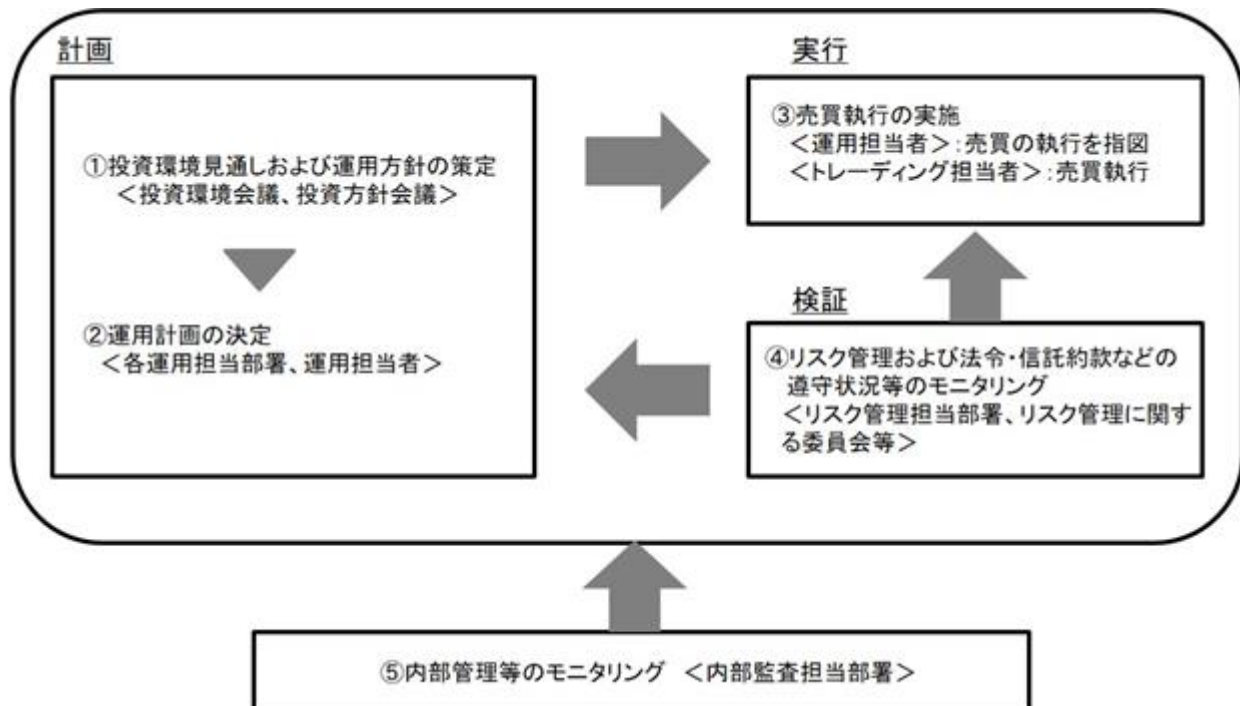 計画
①投資環境見通しおよび運用方針の策定
＜投資環境会議、投資方針会議＞
②運用計画の決定
＜各運用担当部署、運用担当者＞
実行
③売買執行の実施
＜運用担当者＞：売買の執行を指図
＜トレーディング担当者＞：売買執行
検証
④リスク管理および法令・信託約款などの
遵守状況等のモニタリング
＜リスク管理担当部署、リスク管理に関す
る委員会等＞
⑤内部管理等のモニタリング　＜内部監査担当部署＞